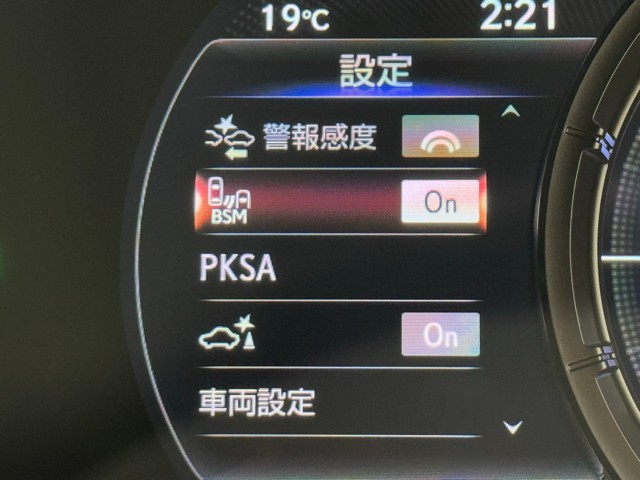 19℃ 2:21
設定
警報感度
BSM On
PKSA
On
車両設定